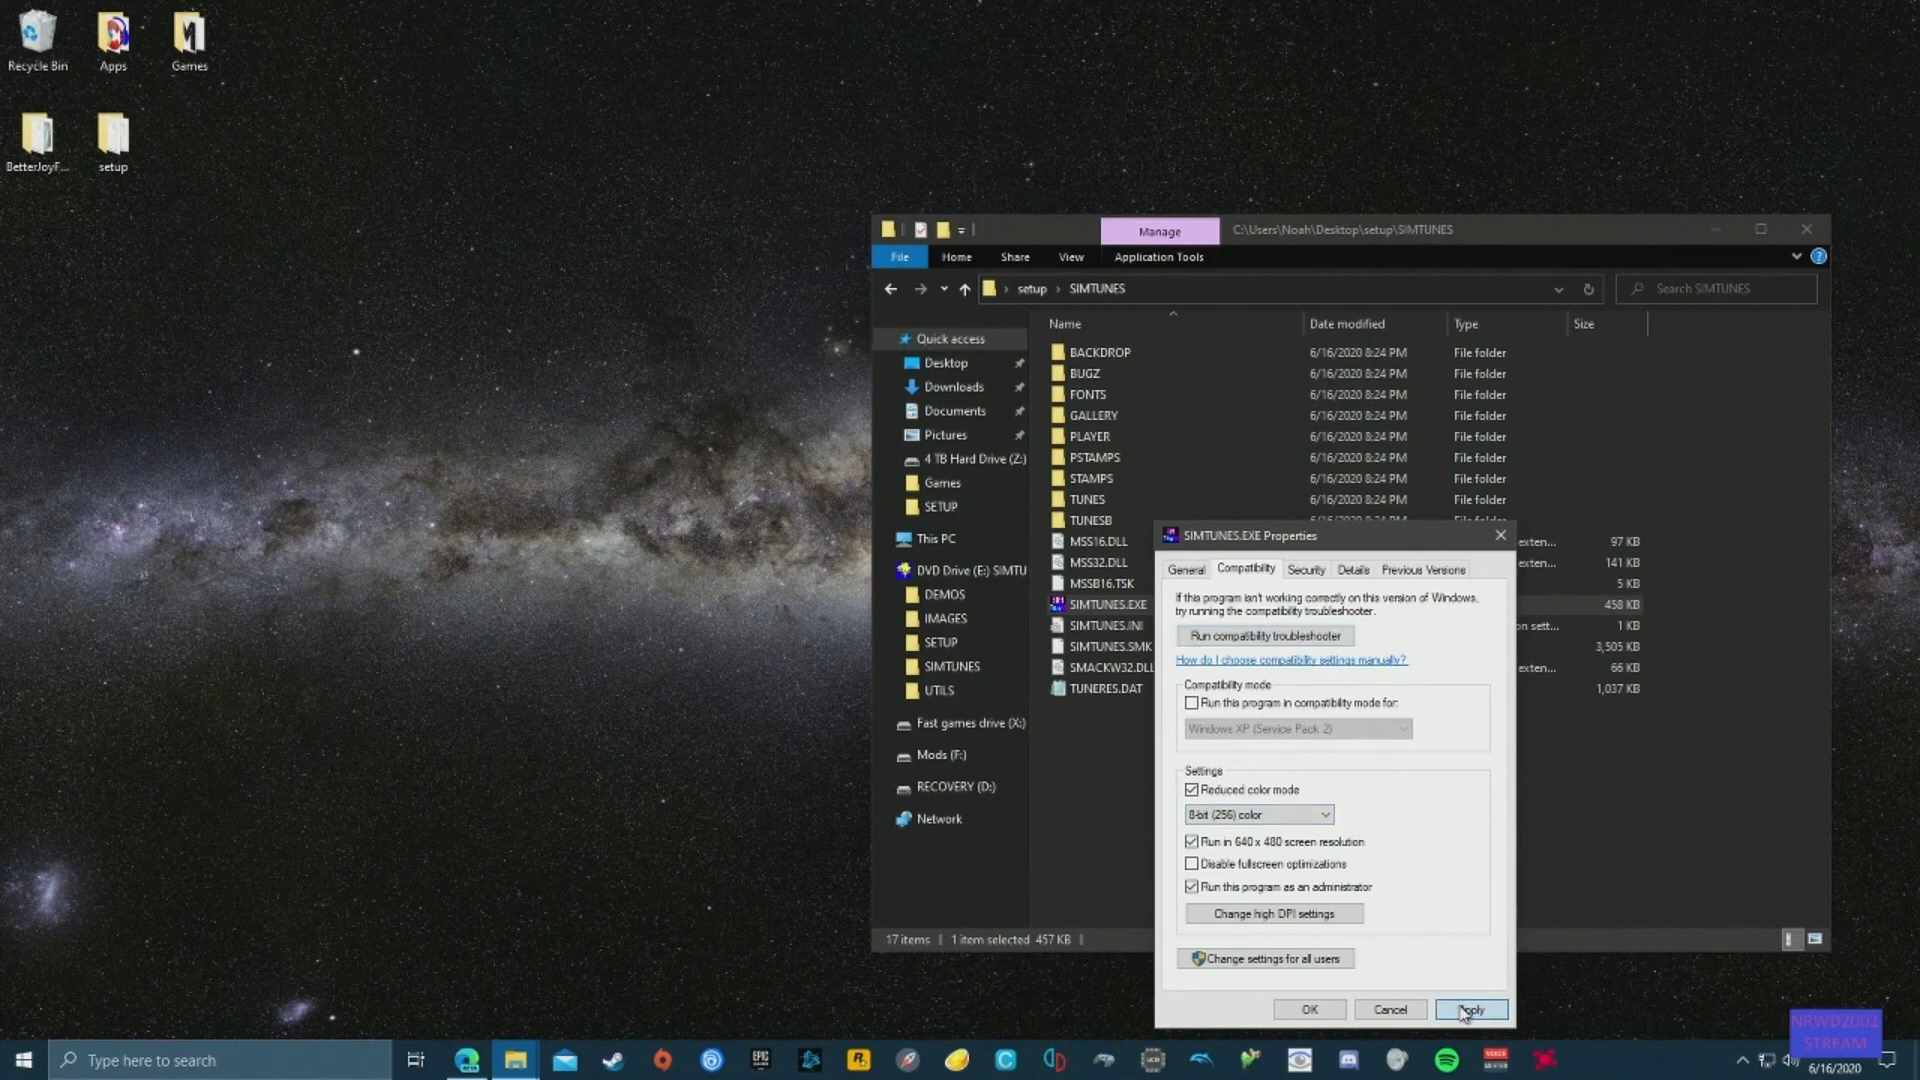 Recycle Bin
Apps
Games
BetterJoyF...
setup
Manage
C:\Users\Noah\Desktop\setup\SIMTUNES
File
Home
Share
View
Application Tools
setup
SIMTUNES
Search SIMTUNES
Name
Date modified
Type
Size
Quick access
Desktop
Downloads
Documents
Pictures
4 TB Hard Drive (Z:)
Games
SETUP
This PC
DVD Drive (E:) SIMTU
DEMOS
IMAGES
SETUP
SIMTUNES
UTILS
Fast games drive (X:)
Mods (F:)
RECOVERY (D:)
Network
BACKDROP 6/16/2020 8:24 PM File folder
BUGZ 6/16/2020 8:24 PM File folder
FONTS 6/16/2020 8:24 PM File folder
GALLERY 6/16/2020 8:24 PM File folder
PLAYER 6/16/2020 8:24 PM File folder
PSTAMPS 6/16/2020 8:24 PM File folder
STAMPS 6/16/2020 8:24 PM File folder
TUNES 6/16/2020 8:24 PM File folder
TUNESB 6/16/2020 8:24 PM File folder
MSS16.DLL exten... 97 KB
MSS32.DLL exten... 141 KB
MSSB16.TSK 5 KB
SIMTUNES.EXE 458 KB
SIMTUNES.INI on sett... 1 KB
SIMTUNES.SMK 3,505 KB
SMACKW32.DLL exten... 66 KB
TUNERES.DAT 1,037 KB
17 items
1 item selected 457 KB
SIMTUNES.EXE Properties
General
Compatibility
Security
Details
Previous Versions
If this program isn't working correctly on this version of Windows,
try running the compatibility troubleshooter.
Run compatibility troubleshooter
How do I choose compatibility settings manually?
Compatibility mode
Run this program in compatibility mode for:
Windows XP (Service Pack 2)
Settings
Reduced color mode
8-bit (256) color
Run in 640 x 480 screen resolution
Disable fullscreen optimizations
Run this program as an administrator
Change high DPI settings
Change settings for all users
OK
Cancel
Apply
Type here to search
EPIC
GAMES
NRWD2002
STREAM
6/16/2020